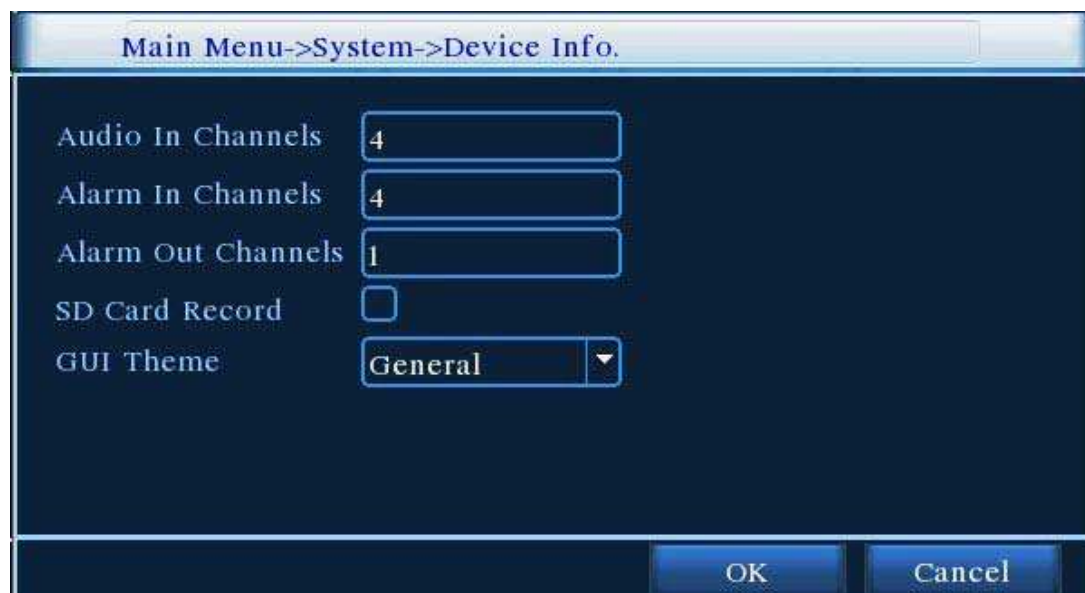 Main Menu->System->Device Info.
Audio In Channels 4
Alarm In Channels 4
Alarm Out Channels 1
SD Card Record
GUI Theme General
OK Cancel